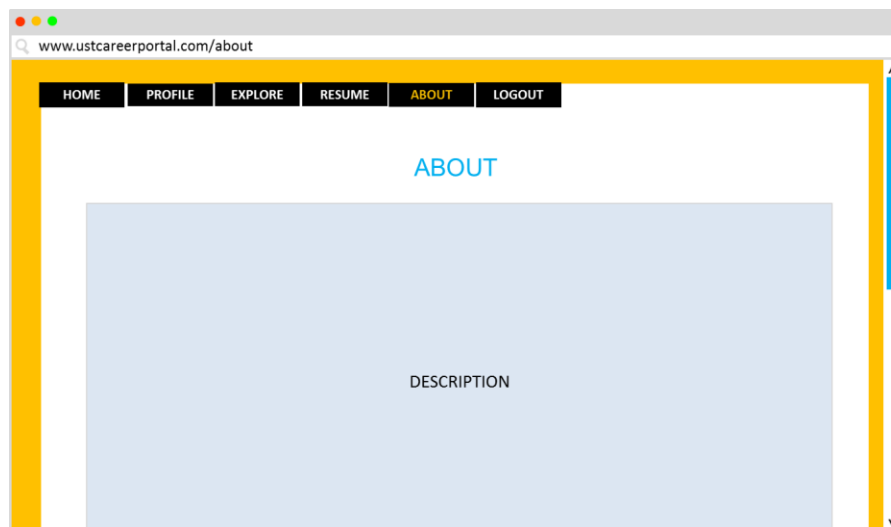 www.ustcareerportal.com/about
HOME PROFILE EXPLORE RESUME ABOUT LOGOUT
ABOUT
DESCRIPTION